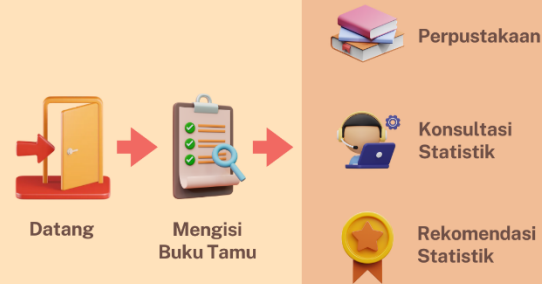 Datang
Mengisi
Buku Tamu
Perpustakaan
Konsultasi
Statistik
Rekomendasi
Statistik